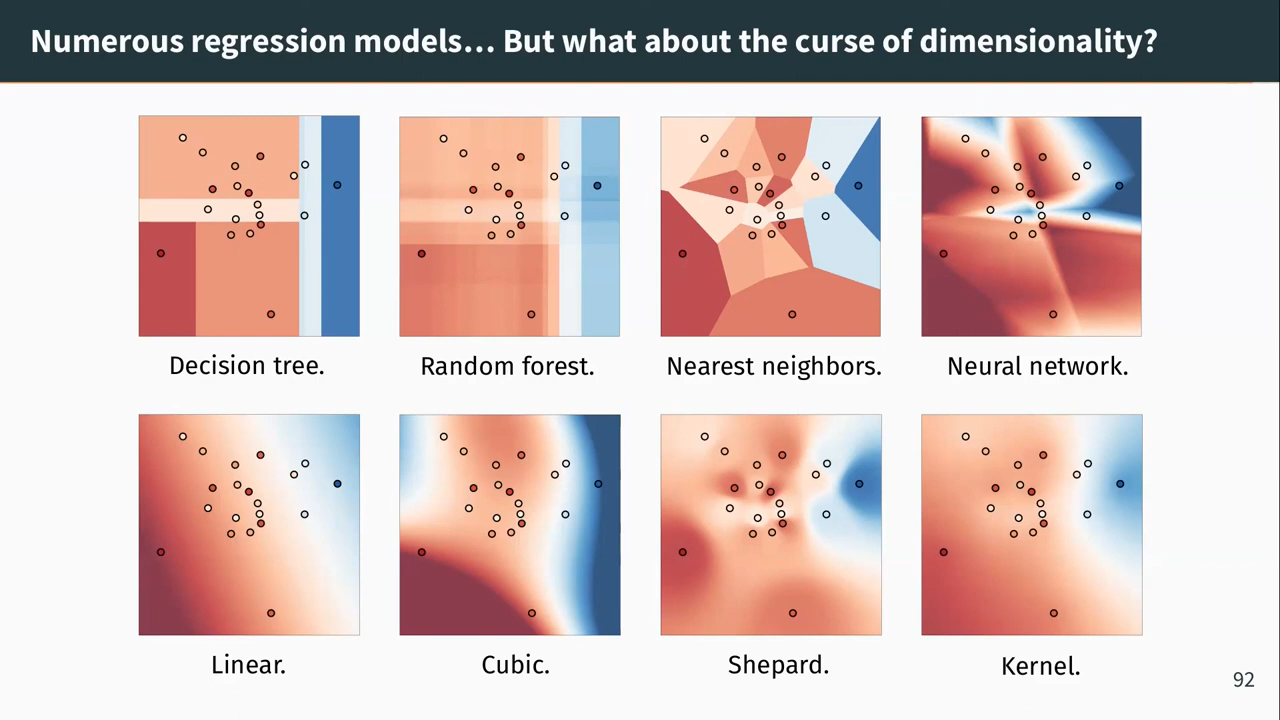 Numerous regression models… But what about the curse of dimensionality?
Decision tree.
Random forest.
Nearest neighbors.
Neural network.
Linear.
Cubic.
Shepard.
Kernel.
92